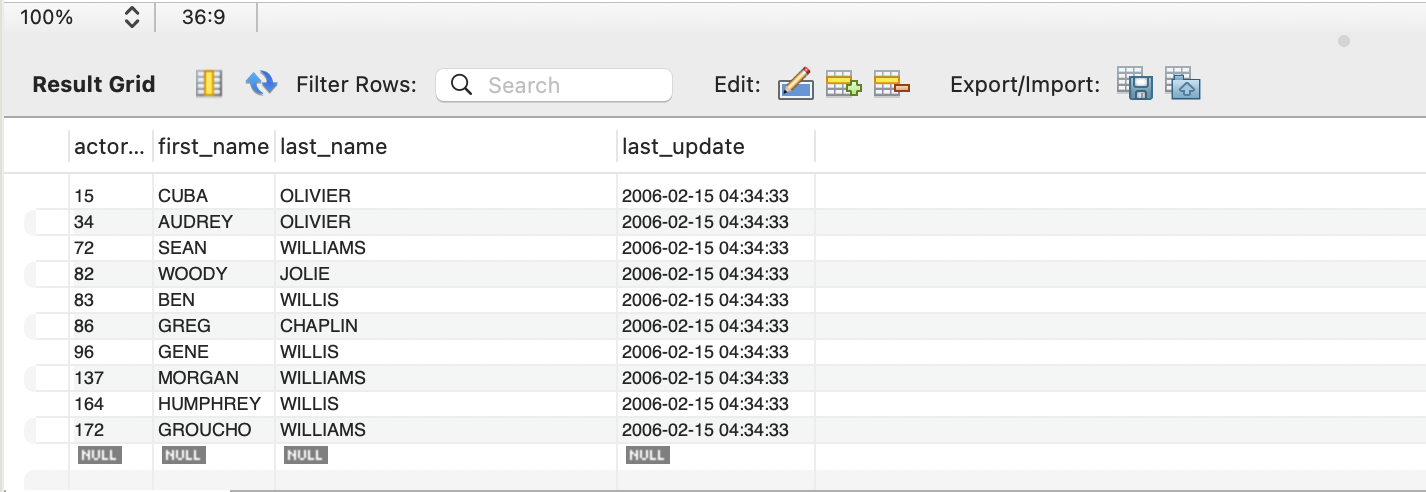 100% 36:9
Result Grid Filter Rows: Search Edit: Export/Import:
actor... first_name last_name last_update
15 CUBA OLIVIER 2006-02-15 04:34:33
34 AUDREY OLIVIER 2006-02-15 04:34:33
72 SEAN WILLIAMS 2006-02-15 04:34:33
82 WOODY JOLIE 2006-02-15 04:34:33
83 BEN WILLIS 2006-02-15 04:34:33
86 GREG CHAPLIN 2006-02-15 04:34:33
96 GENE WILLIS 2006-02-15 04:34:33
137 MORGAN WILLIAMS 2006-02-15 04:34:33
164 HUMPHREY WILLIS 2006-02-15 04:34:33
172 GROUCHO WILLIAMS 2006-02-15 04:34:33
NULL NULL NULL NULL